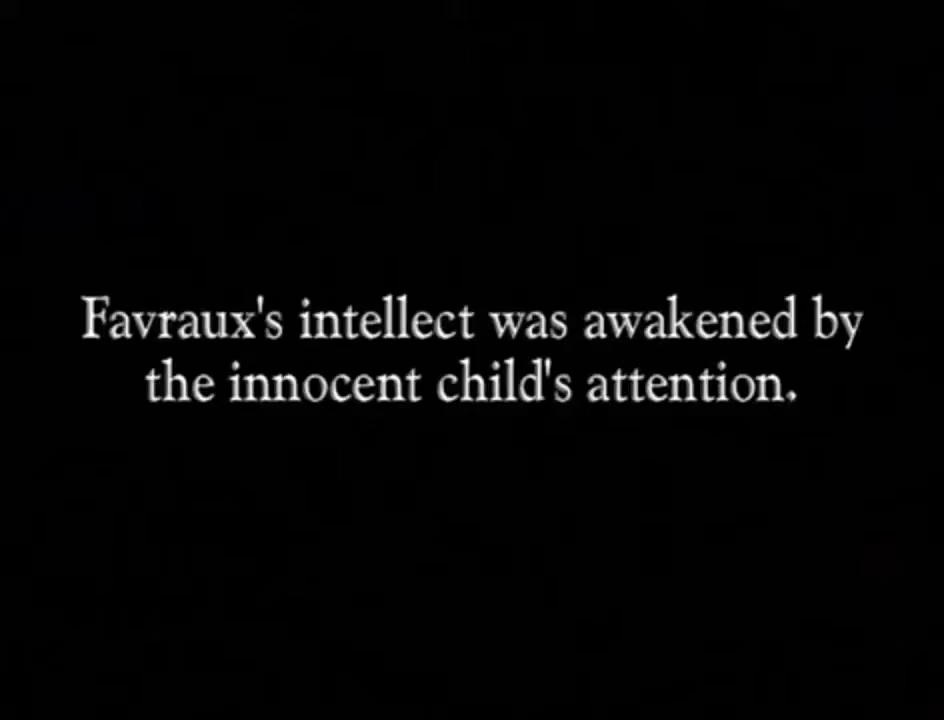 Favraux's intellect was awakened by
the innocent child's attention.